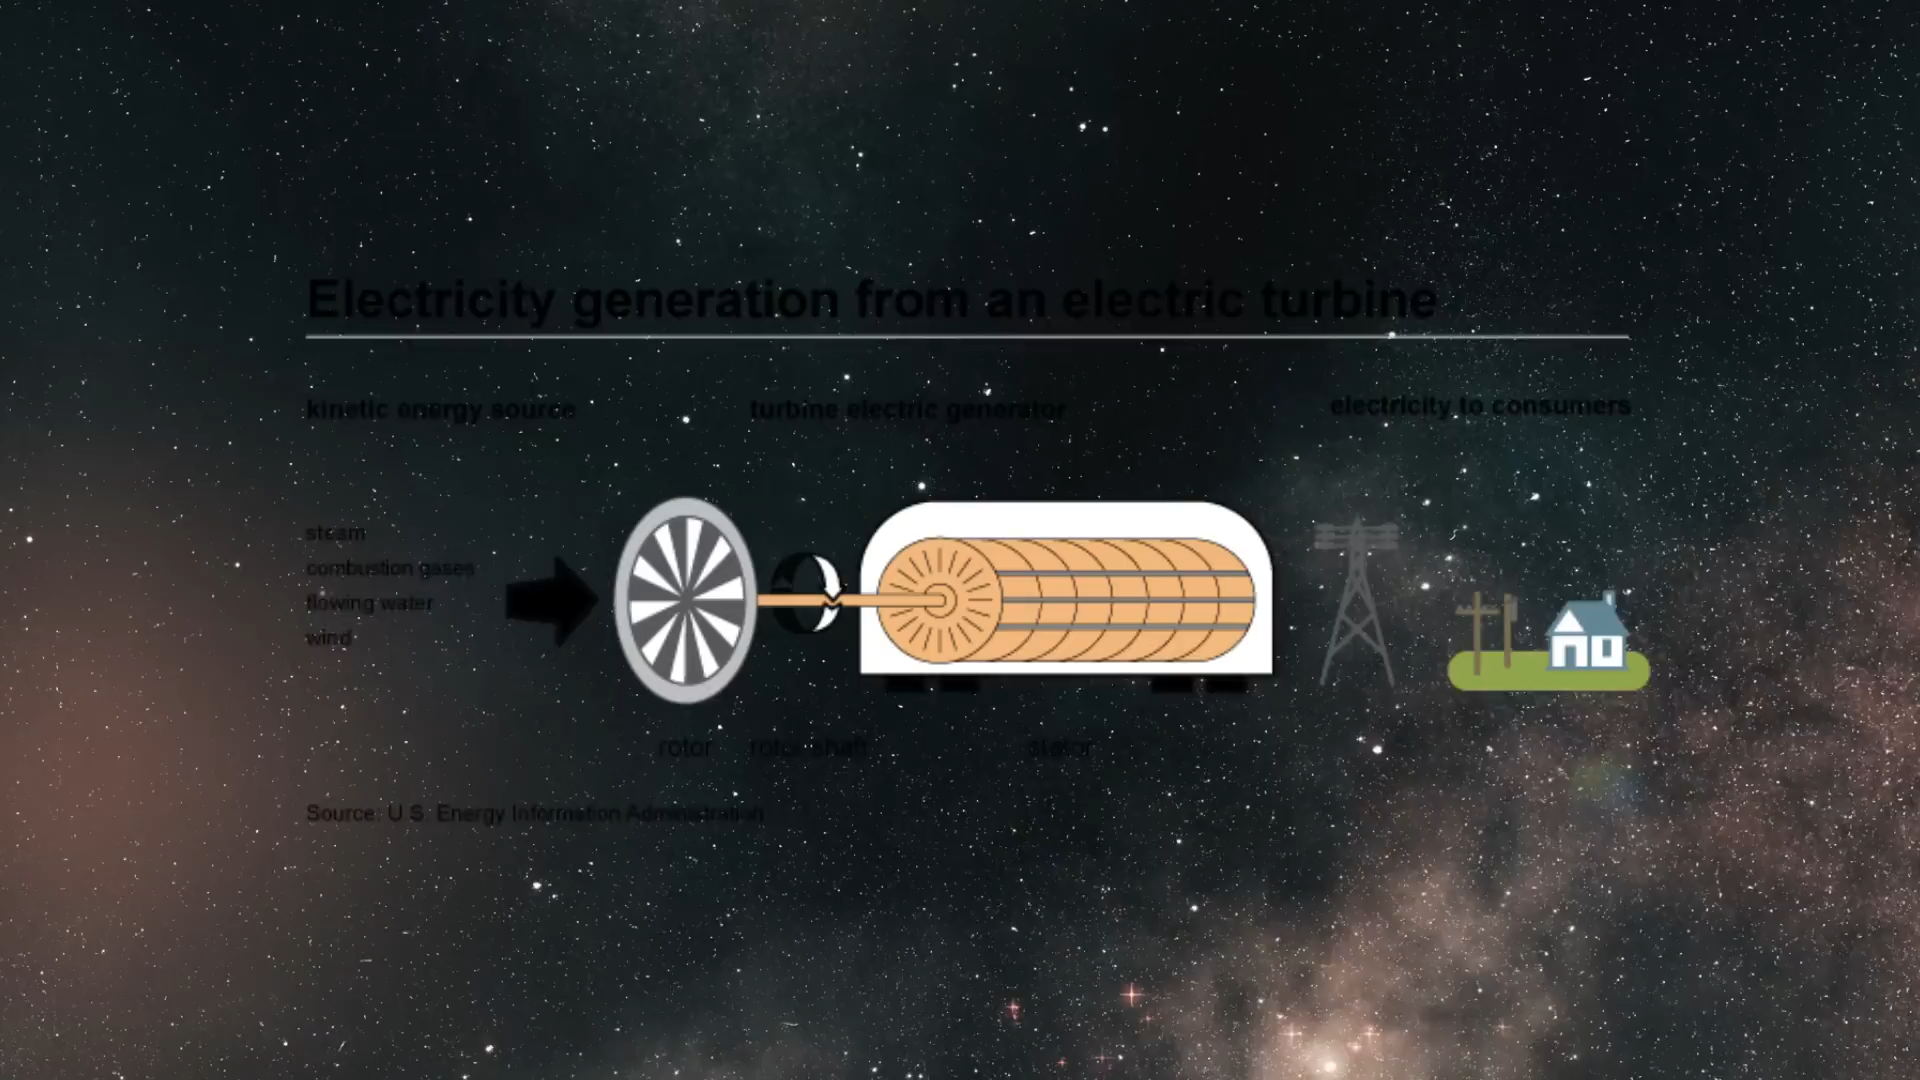 Electricity generation from an electric turbine
kinetic energy source
turbine electric generator
electricity to consumers
steam
combustion gases
flowing water
wind
rotor
rotor shaft
stator
Source: U.S. Energy Information Administration